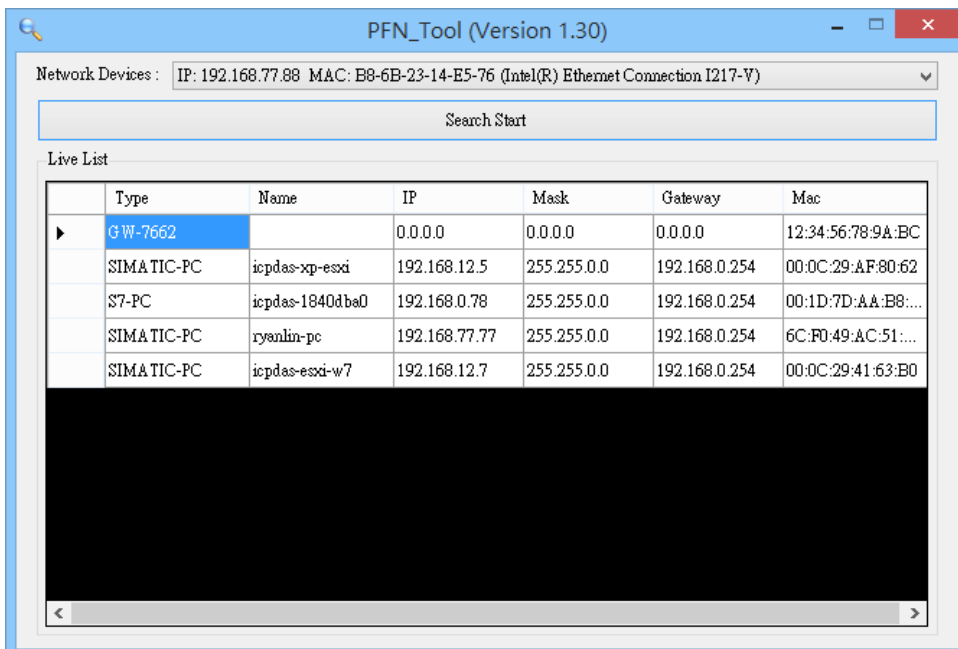 PFN_Tool (Version 1.30)
Network Devices : IP: 192.168.77.88 MAC: B8-6B-23-14-E5-76 (Intel(R) Ethernet Connection I217-V)
Search Start
Live List
Type Name IP Mask Gateway Mac
GW-7662 0.0.0.0 0.0.0.0 0.0.0.0 12:34:56:78:9A:BC
SIMATIC-PC icpdas-xp-esxi 192.168.12.5 255.255.0.0 192.168.0.254 00:0C:29:AF:80:62
S7-PC icpdas-1840dba0 192.168.0.78 255.255.0.0 192.168.0.254 00:1D:7D:AA:B8:...
SIMATIC-PC ryanlin-pc 192.168.77.77 255.255.0.0 192.168.0.254 6C:F0:49:AC:51:...
SIMATIC-PC icpdas-esxi-w7 192.168.12.7 255.255.0.0 192.168.0.254 00:0C:29:41:63:B0